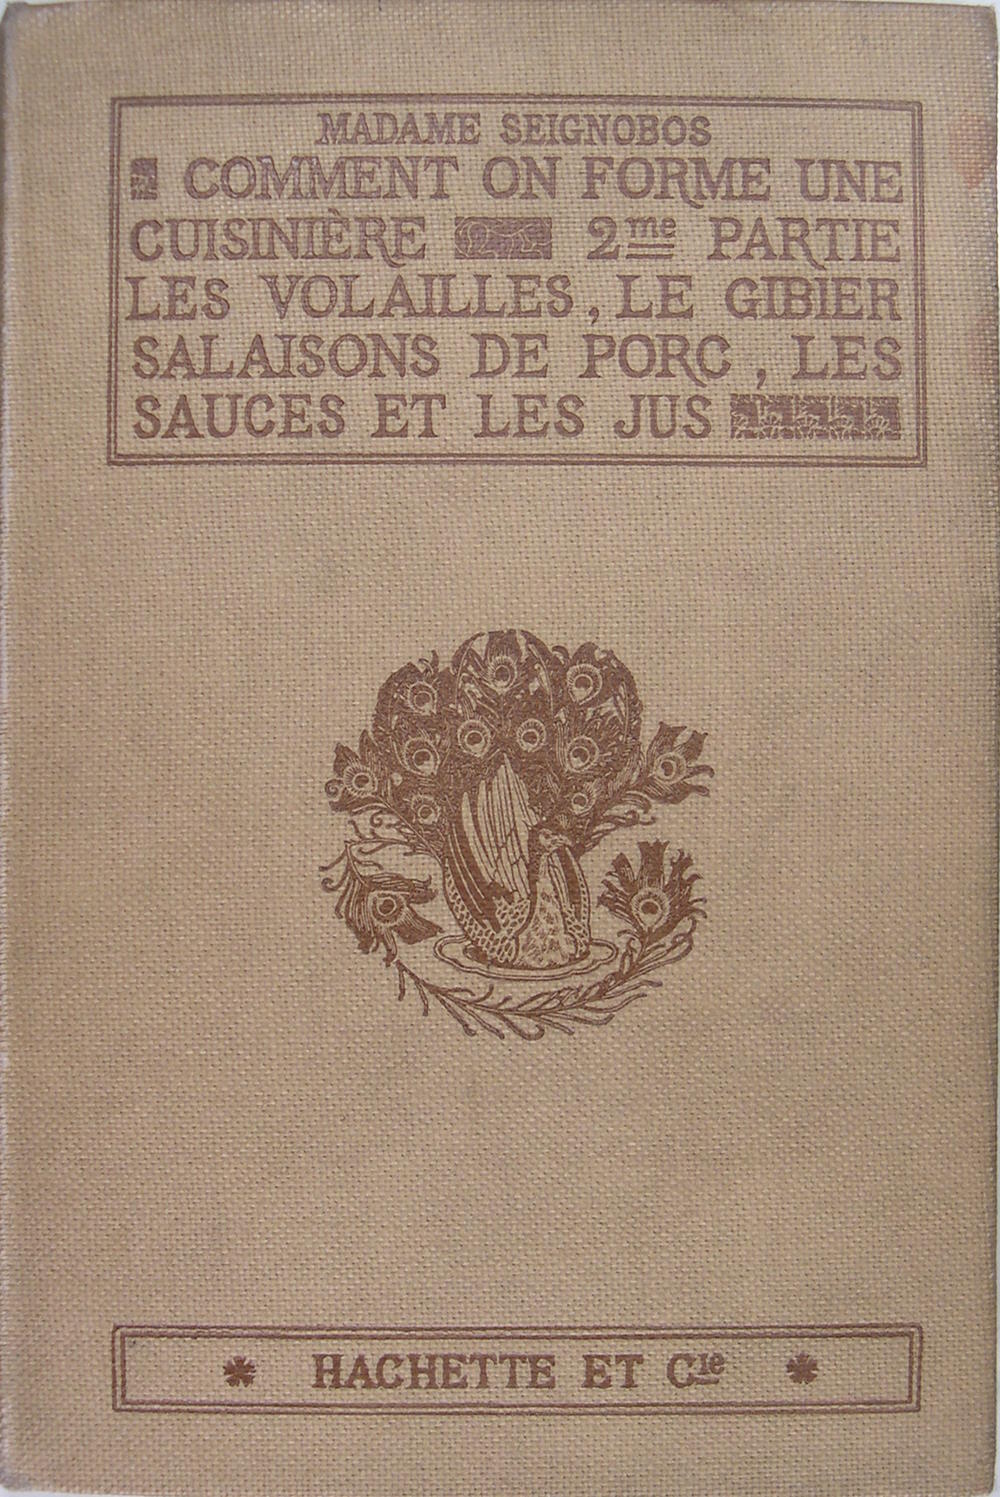 MADAME SEIGNOBOS
COMMENT ON FORME UNE
CUISINIÈRE 2me PARTIE
LES VOLAILLES, LE GIBIER
SALAISONS DE PORC, LES
SAUCES ET LES JUS
HACHETTE ET Cie